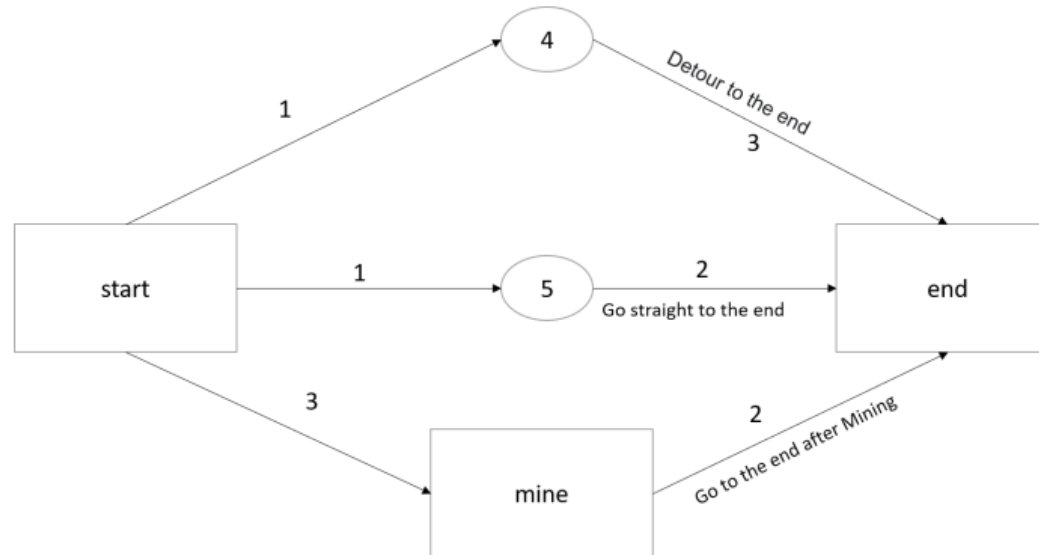 4
Detour to the end
1
3
start
1
5
2
Go straight to the end
end
3
mine
2
Go to the end after Mining